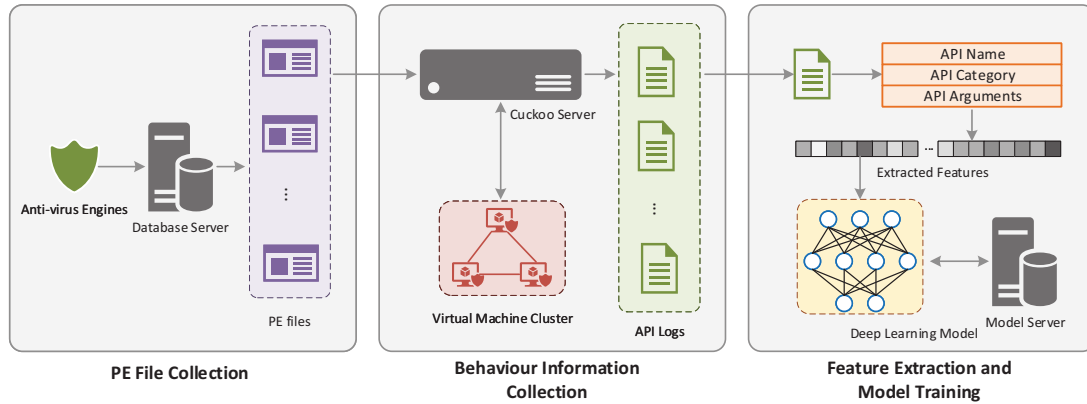 Anti-virus Engines
Database Server
⋮
PE files
PE File Collection
Cuckoo Server
Virtual Machine Cluster
⋮
API Logs
Behaviour Information
Collection
API Name
API Category
API Arguments
...
Extracted Features
Deep Learning Model
Model Server
Feature Extraction and
Model Training